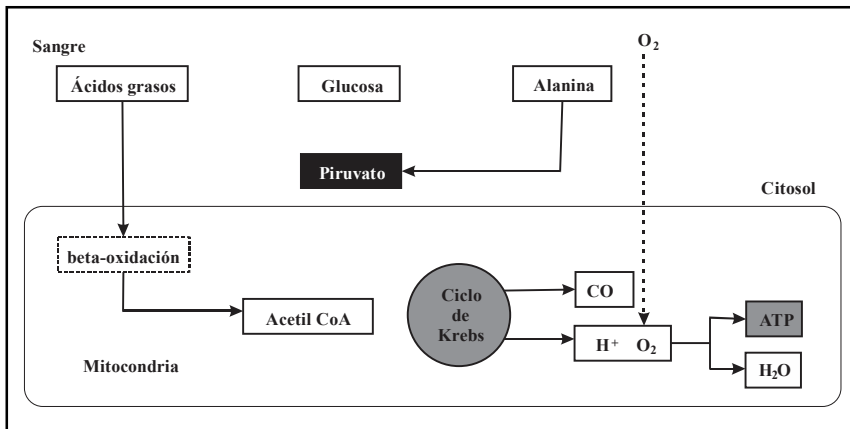 Sangre
O₂
Ácidos grasos
Glucosa
Alanina
Piruvato
Citosol
beta-oxidación
Acetil CoA
Ciclo
de
Krebs
CO
H⁺ O₂
ATP
H₂O
Mitocondria